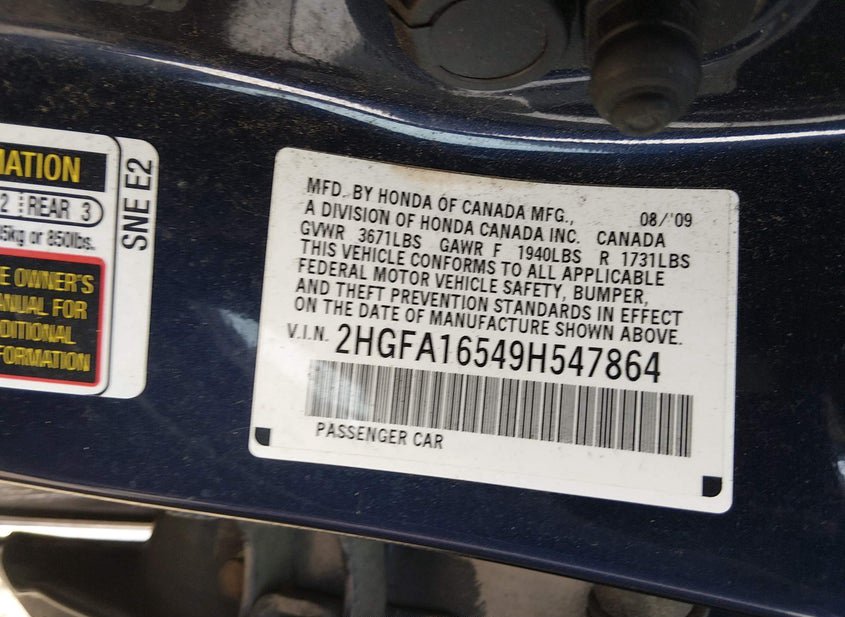 MATION
2 REAR 3
5kg or 850lbs.
E OWNER'S
NUAL FOR
DITIONAL
FORMATION
SNE E2
MFD. BY HONDA OF CANADA MFG., 08/'09
A DIVISION OF HONDA CANADA INC. CANADA
GVWR 3671LBS GAWR F 1940LBS R 1731LBS
THIS VEHICLE CONFORMS TO ALL APPLICABLE
FEDERAL MOTOR VEHICLE SAFETY, BUMPER,
AND THEFT PREVENTION STANDARDS IN EFFECT
ON THE DATE OF MANUFACTURE SHOWN ABOVE.
V.I.N. 2HGFA16549H547864
PASSENGER CAR